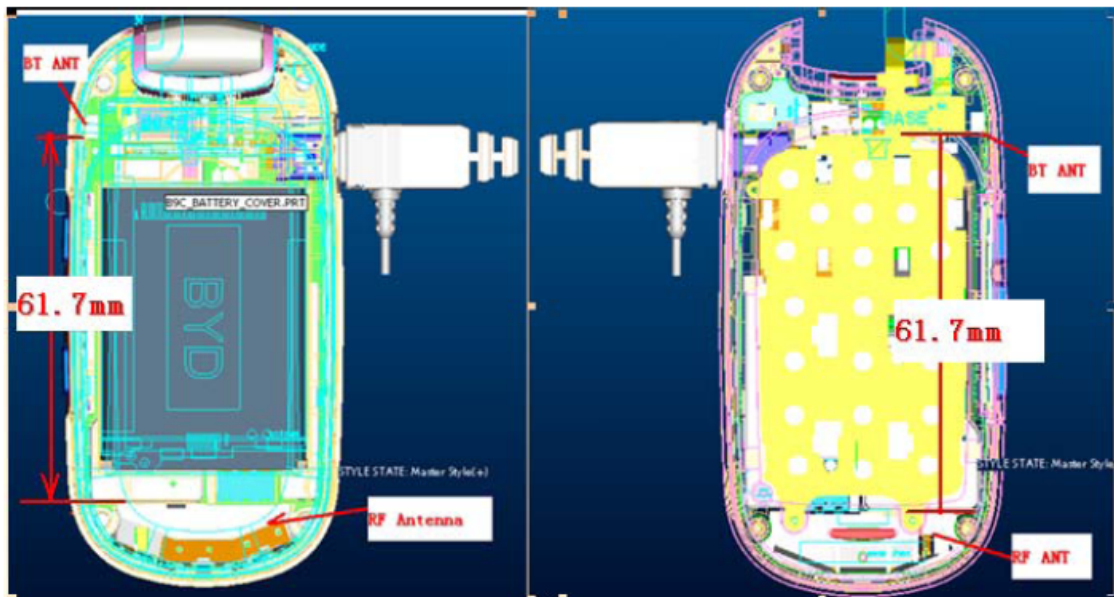 BT ANT
B9C_BATTERY_COVER.PRT
61.7mm
BYD
STYLE STATE: Master Style(+)
RF Antenna
BASE
BT ANT
61.7mm
STYLE STATE: Master Style
RF ANT